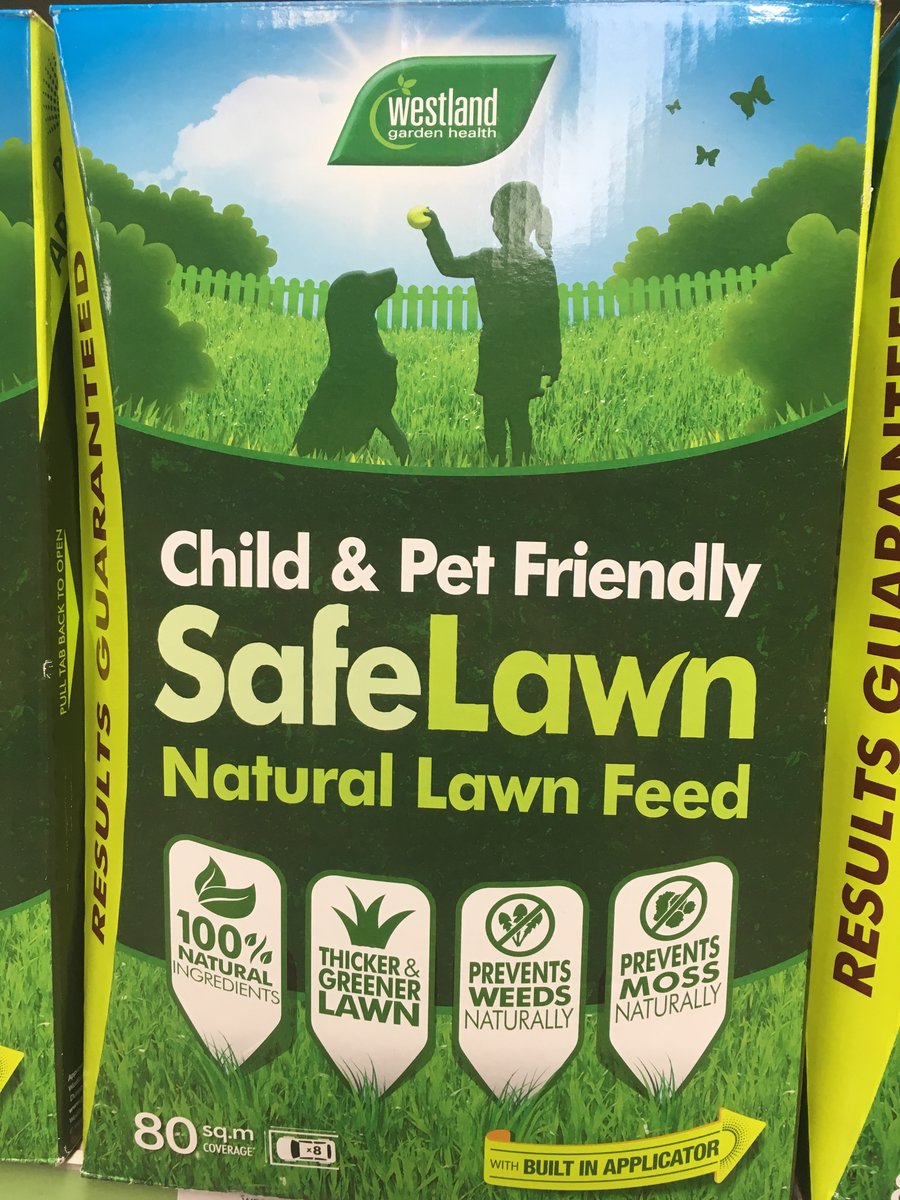 westland
garden health
Child & Pet Friendly
SafeLawn
Natural Lawn Feed
100%
NATURAL
INGREDIENTS
THICKER &
GREENER
LAWN
PREVENTS
WEEDS
NATURALLY
PREVENTS
MOSS
NATURALLY
80 sq.m
COVERAGE
x8
WITH BUILT IN APPLICATOR
RESULTS GUARANTEED
PULL TAB BACK TO OPEN
RESULTS GUARANTEED